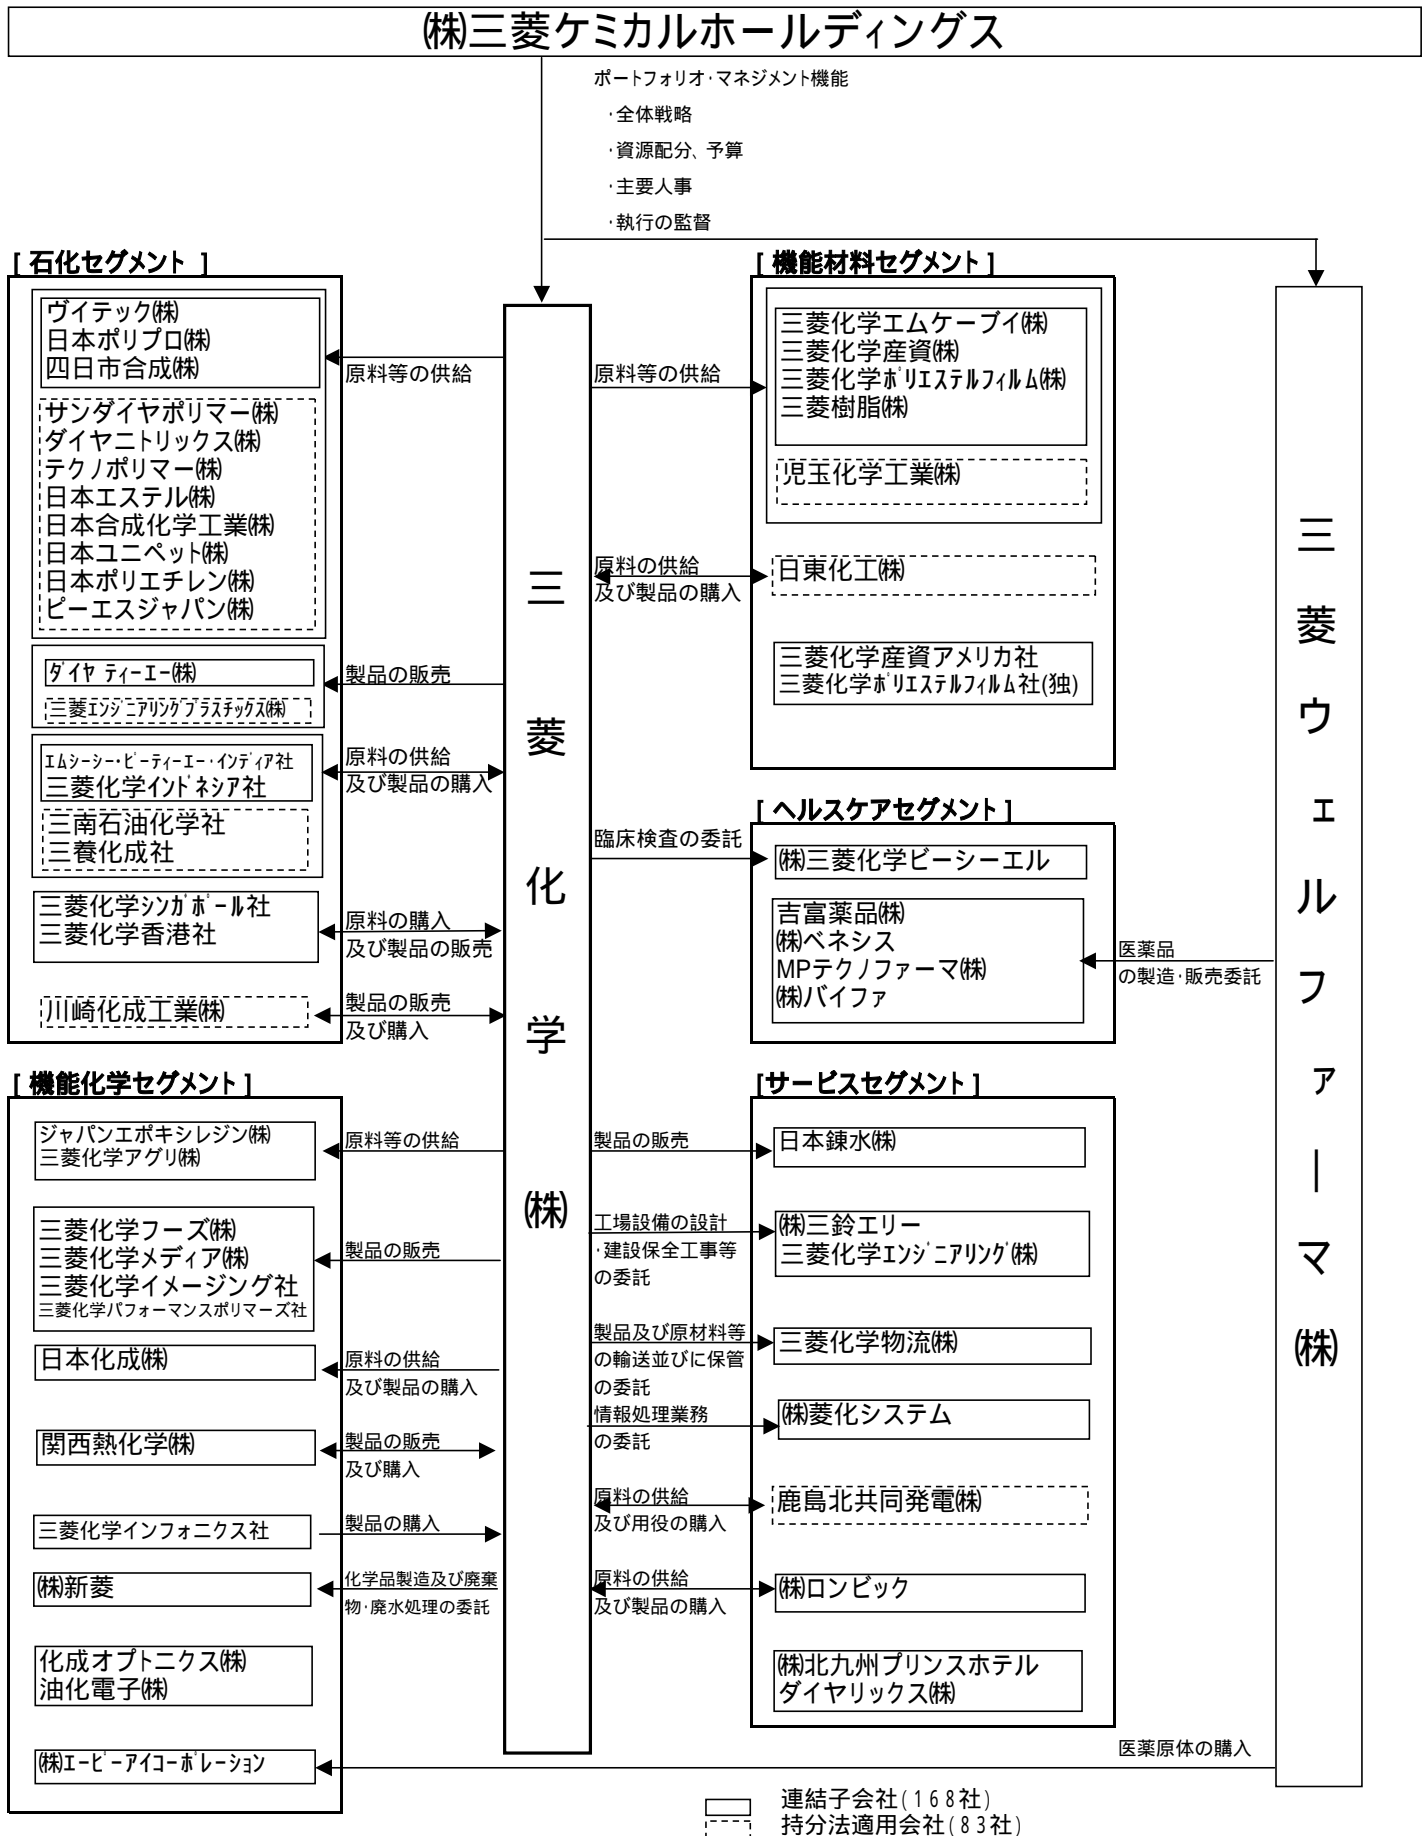 ㈱三菱ケミカルホールディングス
ポートフォリオ・マネジメント機能
・全体戦略
・資源配分、予算
・主要人事
・執行の監督
[ 石化セグメント ]
ヴイテック㈱
日本ポリプロ㈱
四日市合成㈱
サンダイヤポリマー㈱
ダイヤニトリックス㈱
テクノポリマー㈱
日本エステル㈱
日本合成化学工業㈱
日本ユニペット㈱
日本ポリエチレン㈱
ピーエスジャパン㈱
ダイヤ ティーエー㈱
三菱エンジニアリングプラスチックス㈱
エムシーシー・ピーティーエー・インディア社
三菱化学インドネシア社
三南石油化学社
三養化成社
三菱化学シンガポール社
三菱化学香港社
川崎化成工業㈱
原料等の供給
製品の販売
原料の供給
及び製品の購入
原料の購入
及び製品の販売
製品の販売
及び購入
[ 機能化学セグメント ]
ジャパンエポキシレジン㈱
三菱化学アグリ㈱
三菱化学フーズ㈱
三菱化学メディア㈱
三菱化学イメージング社
三菱化学パフォーマンスポリマーズ社
日本化成㈱
関西熱化学㈱
三菱化学インフォニクス社
㈱新菱
化成オプトニクス㈱
油化電子㈱
㈱エーピーアイコーポレーション
原料等の供給
製品の販売
原料の供給
及び製品の購入
製品の販売
及び購入
製品の購入
化学品製造及び廃棄
物・廃水処理の委託
三菱化学㈱
[ 機能材料セグメント ]
原料等の供給
三菱化学エムケーブイ㈱
三菱化学産資㈱
三菱化学ポリエステルフィルム㈱
三菱樹脂㈱
児玉化学工業㈱
原料の供給
及び製品の購入
日東化工㈱
三菱化学産資アメリカ社
三菱化学ポリエステルフィルム社(独)
[ ヘルスケアセグメント ]
臨床検査の委託
㈱三菱化学ビーシーエル
吉富薬品㈱
㈱ベネシス
MPテクノファーマ㈱
㈱バイファ
医薬品
の製造・販売委託
[サービスセグメント ]
製品の販売
日本錬水㈱
工場設備の設計
・建設保全工事等
の委託
㈱三鈴エリー
三菱化学エンジニアリング㈱
製品及び原材料等
の輸送並びに保管
の委託
三菱化学物流㈱
情報処理業務
の委託
㈱菱化システム
原料の供給
及び用役の購入
鹿島北共同発電㈱
原料の供給
及び製品の購入
㈱ロンビック
㈱北九州プリンスホテル
ダイヤリックス㈱
医薬原体の購入
三菱ウェルファーマ㈱
連結子会社(168社)
持分法適用会社(83社)